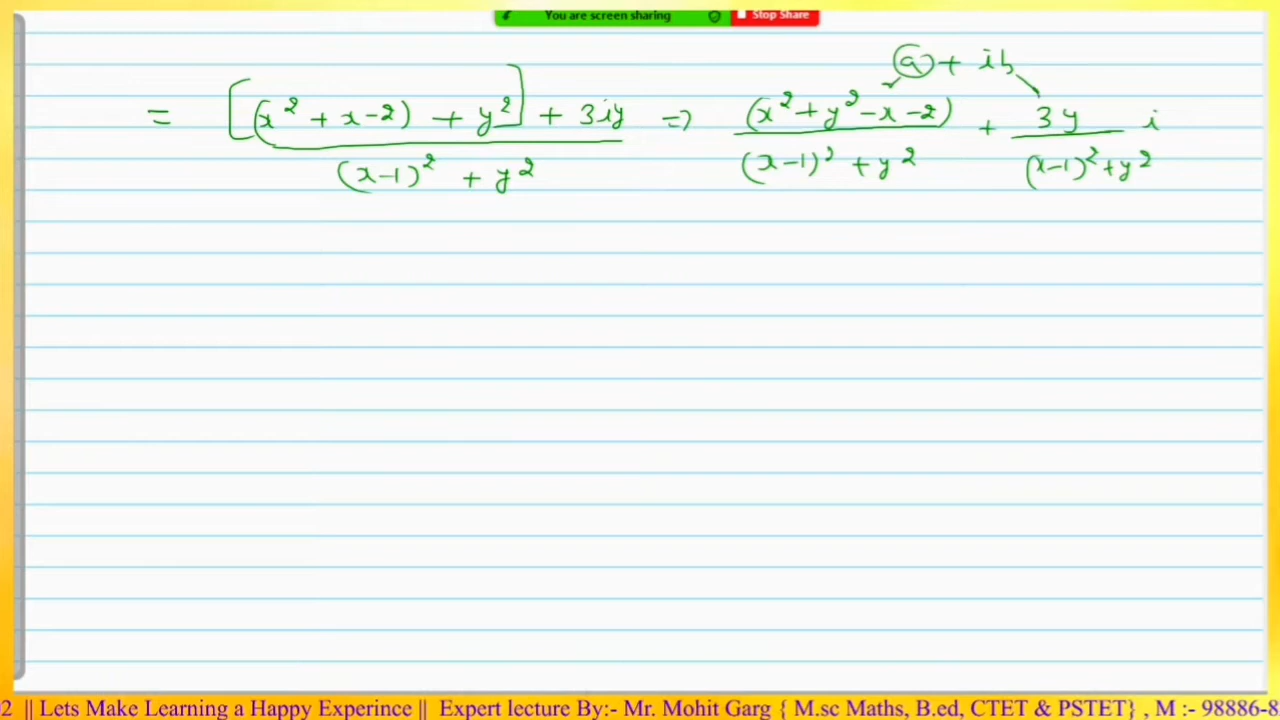 You are screen sharing Stop Share
a + ib
= [(x² + x-2) + y²] + 3iy ⇒ (x² + y² - x - 2) + 3y i
(x-1)² + y² (x-1)² + y² (x-1)² + y²
02 || Lets Make Learning a Happy Experince || Expert lecture By:- Mr. Mohit Garg { M.sc Maths, B.ed, CTET & PSTET} , M :- 98886-8